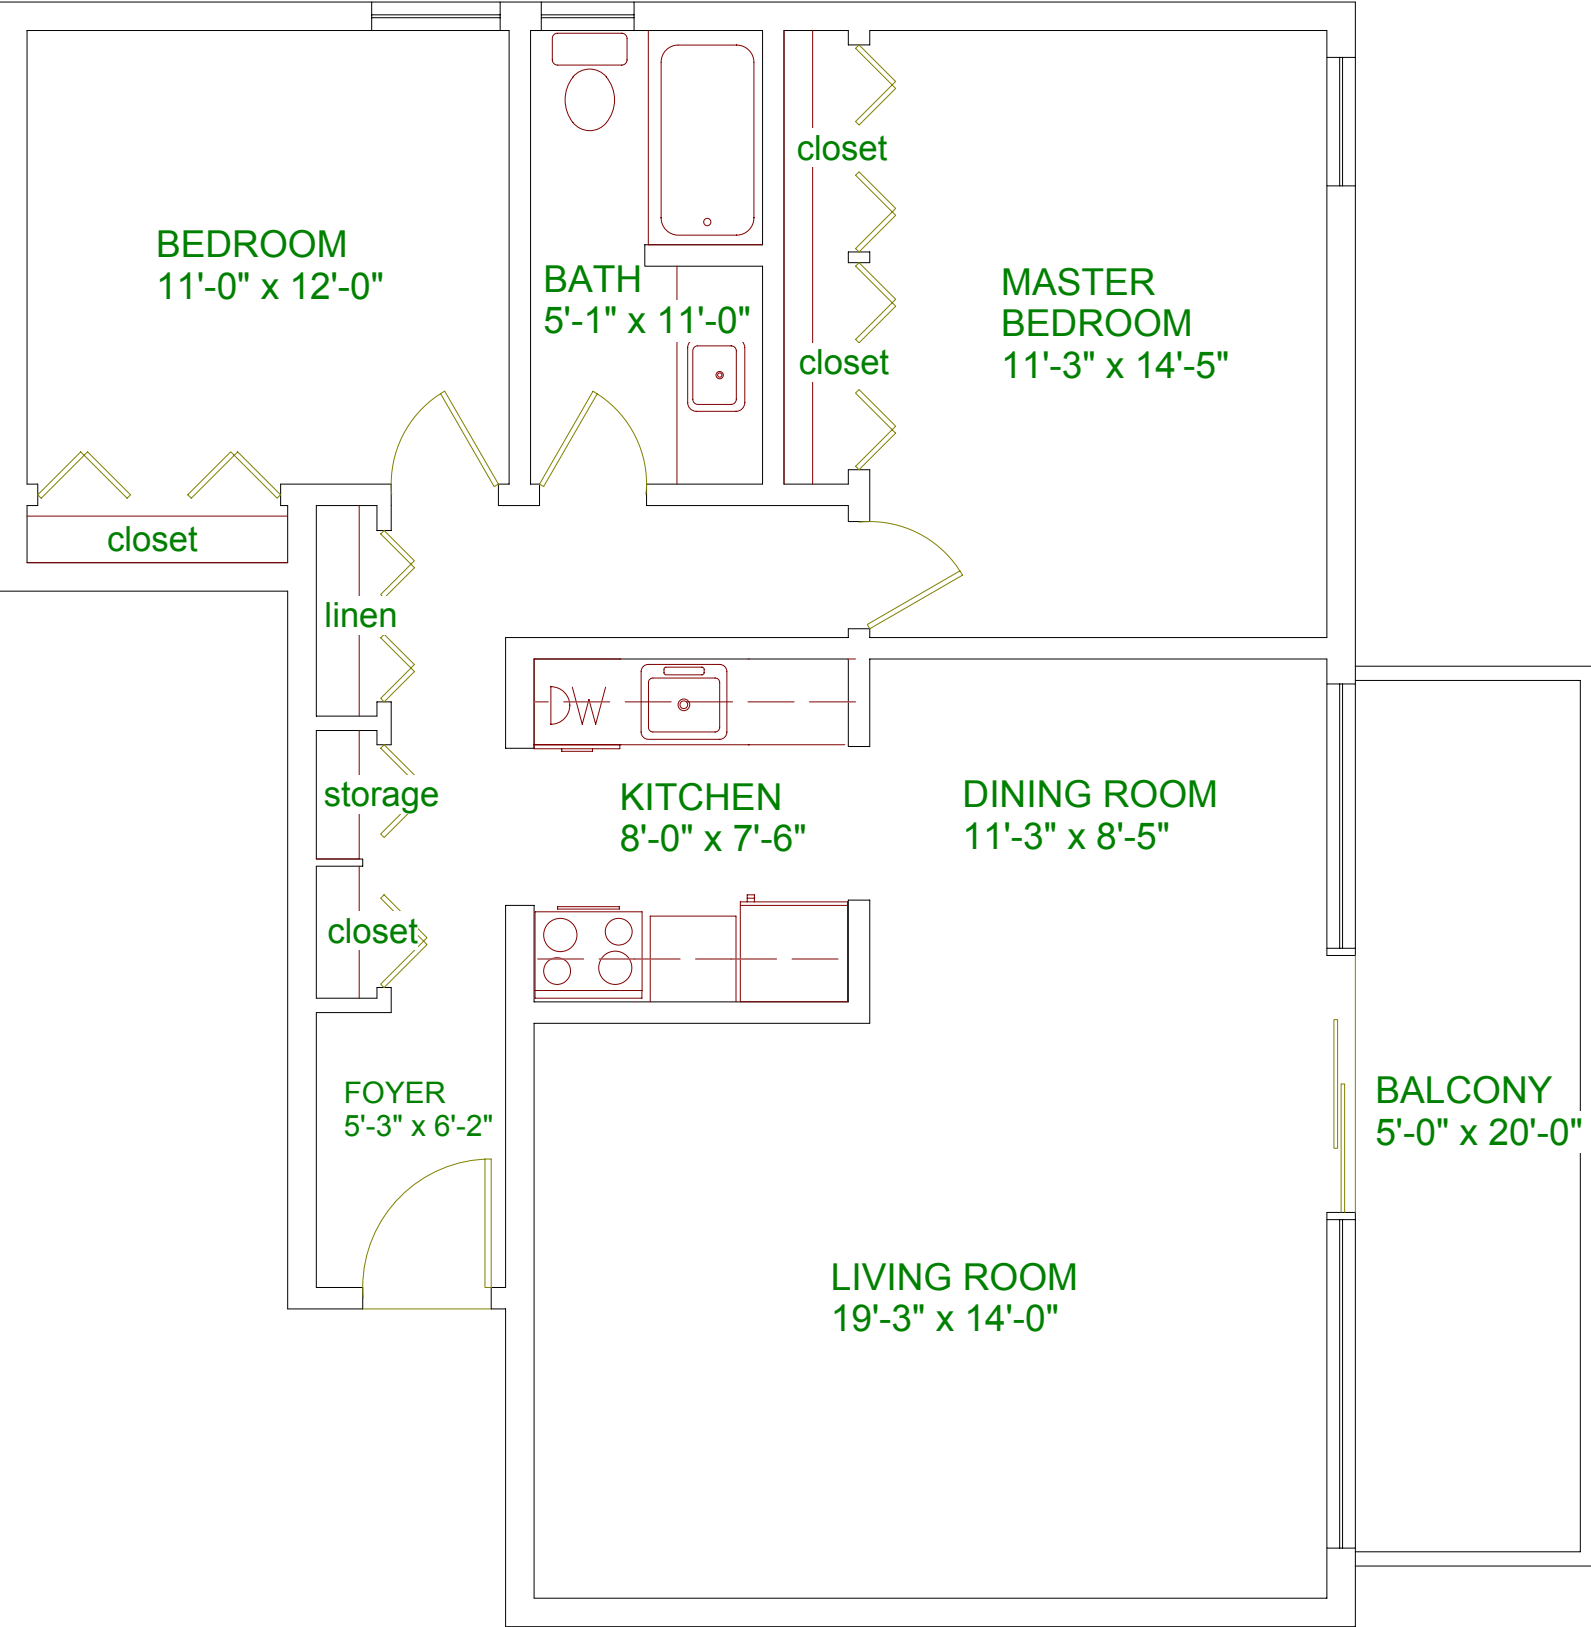 closet
BEDROOM
11'-0" x 12'-0"
BATH
5'-1" x 11'-0"
MASTER
BEDROOM
11'-3" x 14'-5"
closet
closet
linen
DW
storage
KITCHEN
8'-0" x 7'-6"
DINING ROOM
11'-3" x 8'-5"
closet
FOYER
5'-3" x 6'-2"
BALCONY
5'-0" x 20'-0"
LIVING ROOM
19'-3" x 14'-0"